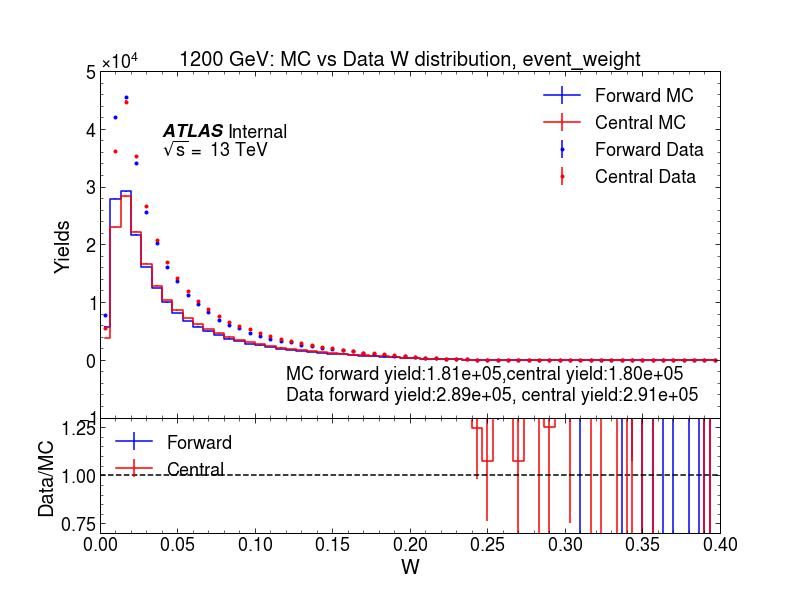 ×10⁴
1200 GeV: MC vs Data W distribution, event_weight
5
4
3
2
1
0
-1
Yields
ATLAS Internal
√s = 13 TeV
Forward MC
Central MC
Forward Data
Central Data
MC forward yield:1.81e+05,central yield:1.80e+05
Data forward yield:2.89e+05, central yield:2.91e+05
1.25
1.00
0.75
Data/MC
Forward
Central
0.00 0.05 0.10 0.15 0.20 0.25 0.30 0.35 0.40
W